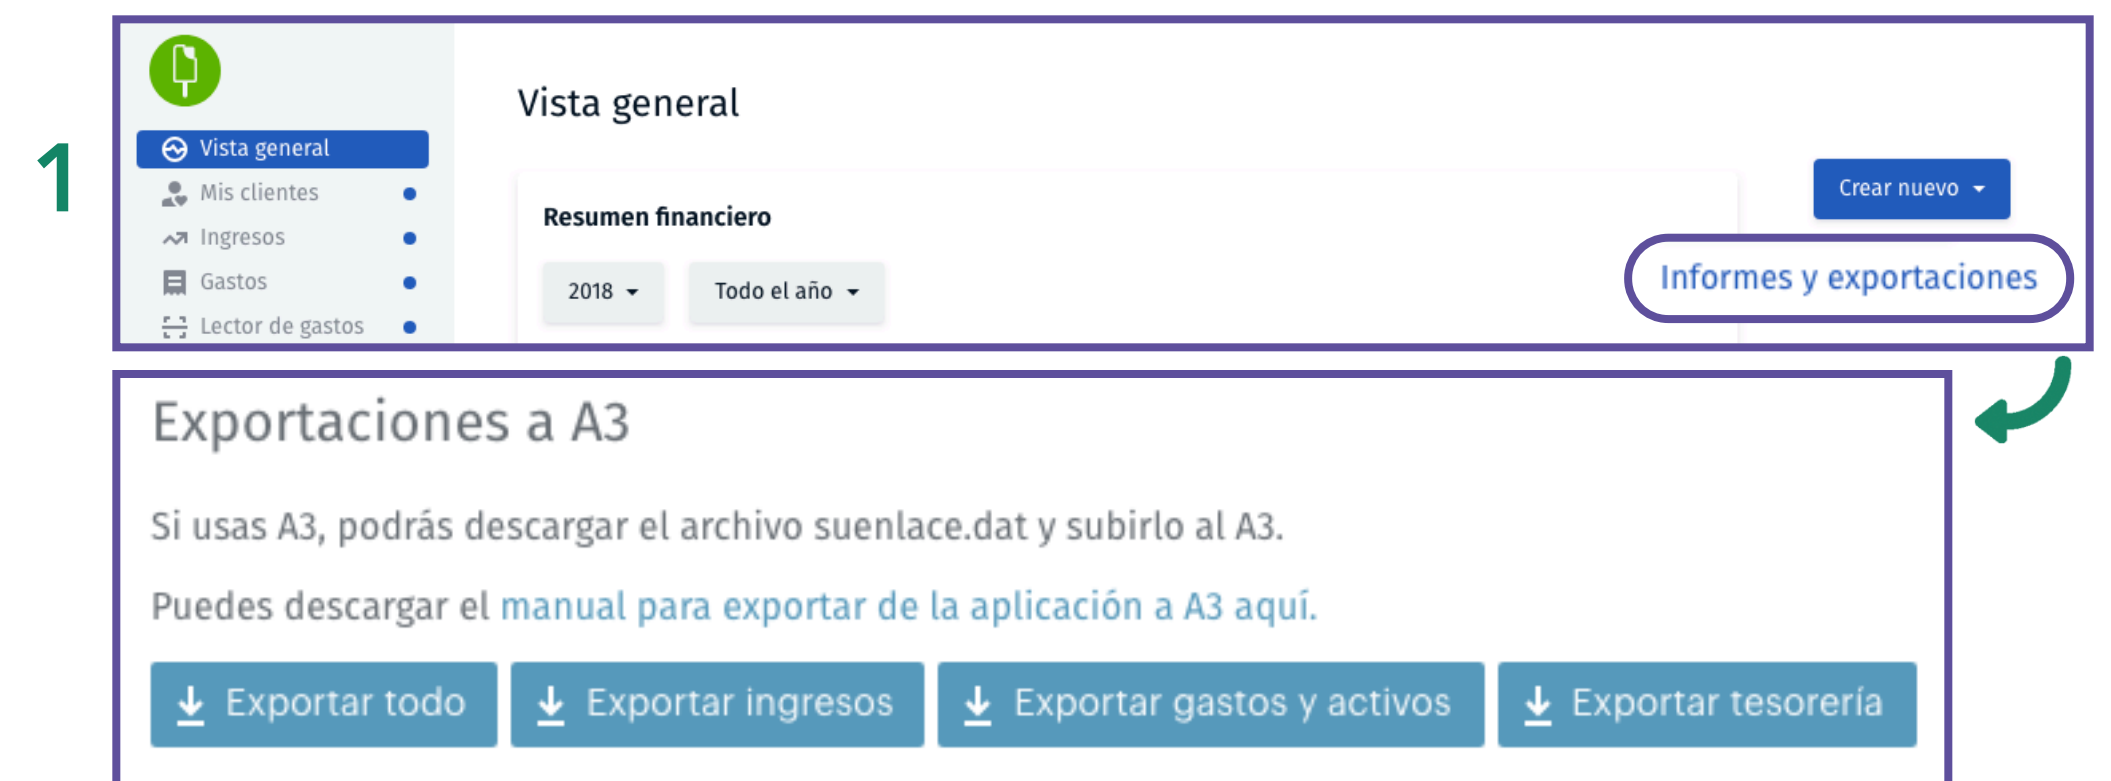 1
Vista general
Mis clientes
Ingresos
Gastos
Lector de gastos
Vista general
Resumen financiero
2018
Todo el año
Crear nuevo
Informes y exportaciones
Exportaciones a A3
Si usas A3, podrás descargar el archivo suenlace.dat y subirlo al A3.
Puedes descargar el manual para exportar de la aplicación a A3 aquí.
Exportar todo
Exportar ingresos
Exportar gastos y activos
Exportar tesorería